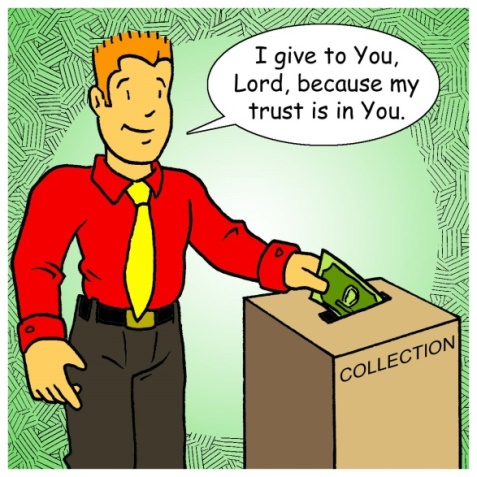 I give to You,
Lord, because my
trust is in You.
COLLECTION